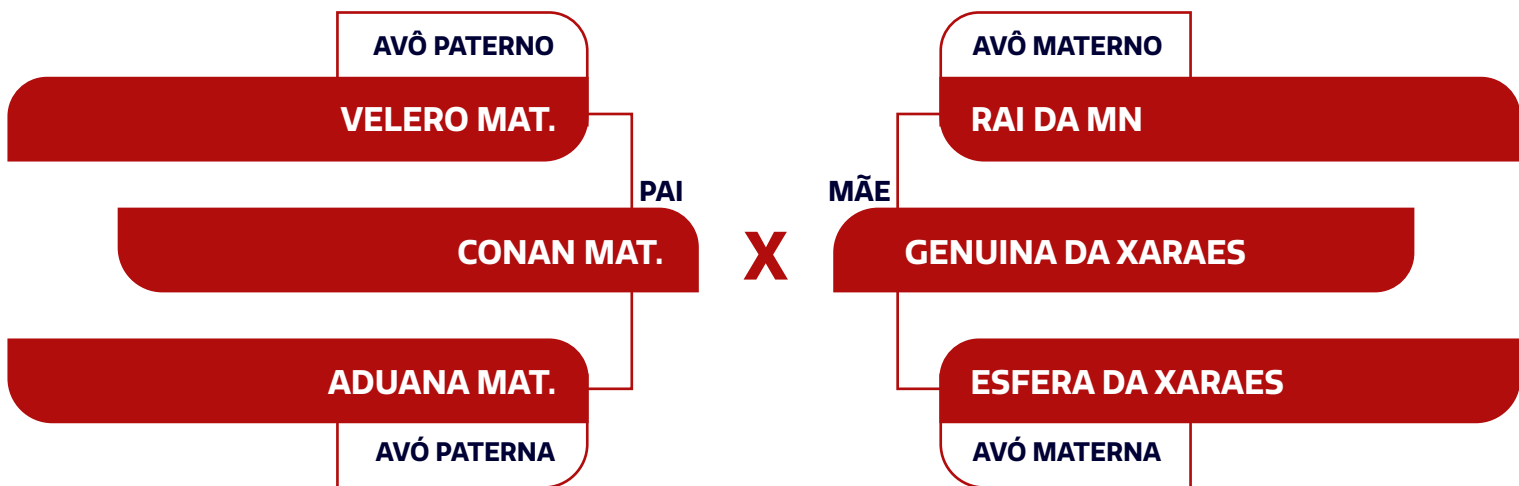 AVÔ PATERNO
VELERO MAT.
PAI
CONAN MAT.
ADUANA MAT.
AVÓ PATERNA
X
AVÔ MATERNO
RAI DA MN
MÃE
GENUINA DA XARAES
ESFERA DA XARAES
AVÓ MATERNA